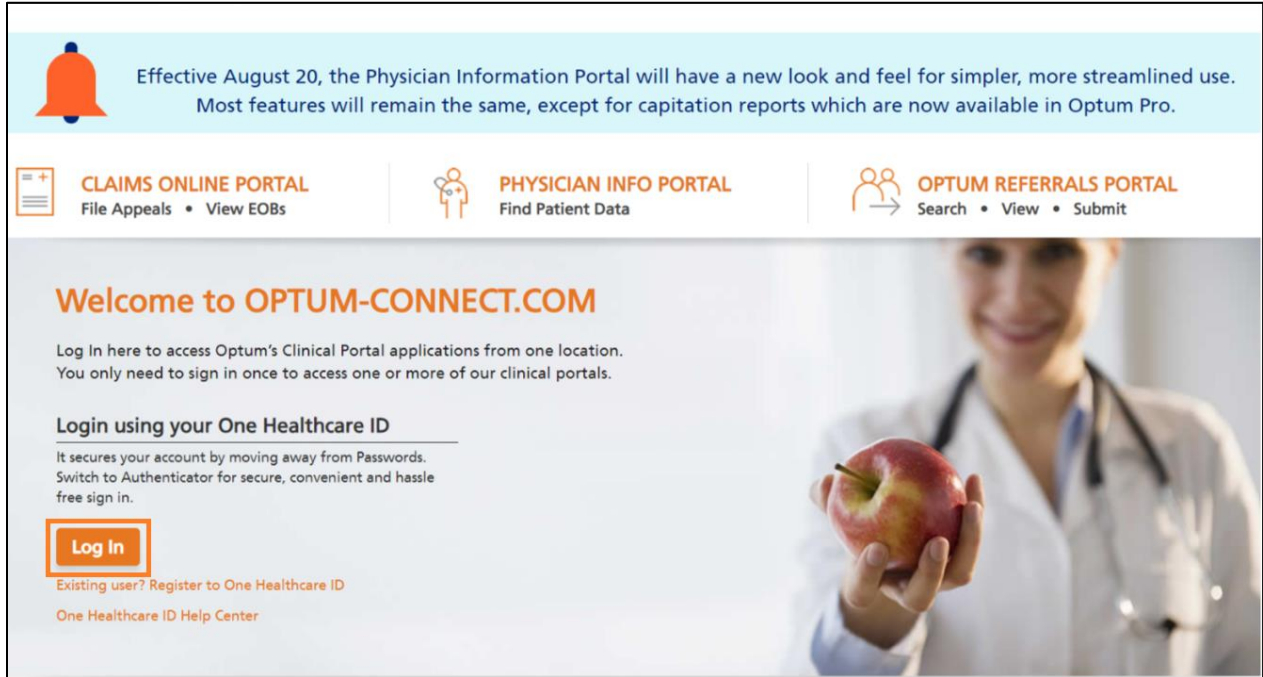 Effective August 20, the Physician Information Portal will have a new look and feel for simpler, more streamlined use.
Most features will remain the same, except for capitation reports which are now available in Optum Pro.
CLAIMS ONLINE PORTAL
File Appeals • View EOBs
PHYSICIAN INFO PORTAL
Find Patient Data
OPTUM REFERRALS PORTAL
Search • View • Submit
Welcome to OPTUM-CONNECT.COM
Log In here to access Optum's Clinical Portal applications from one location.
You only need to sign in once to access one or more of our clinical portals.
Login using your One Healthcare ID
It secures your account by moving away from Passwords.
Switch to Authenticator for secure, convenient and hassle
free sign in.
Log In
Existing user? Register to One Healthcare ID
One Healthcare ID Help Center